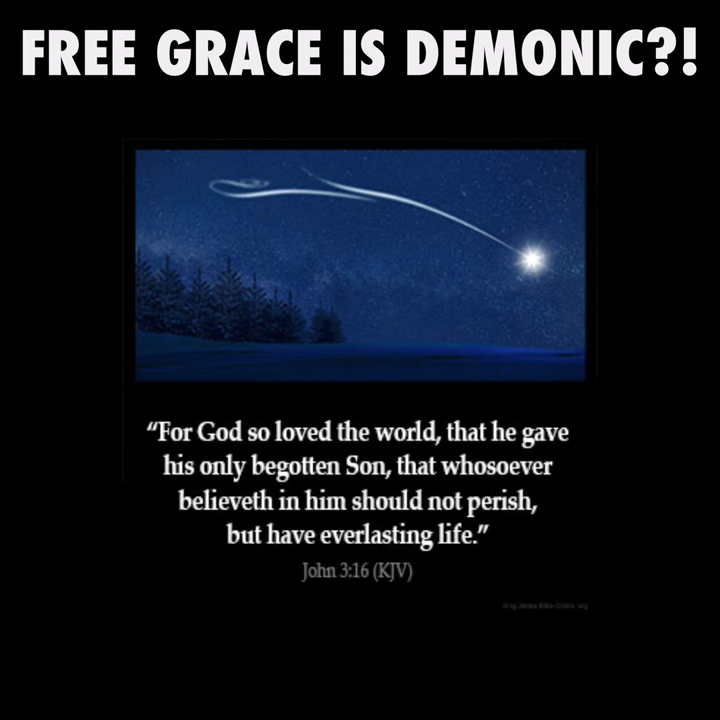 FREE GRACE IS DEMONIC?!
“For God so loved the world, that he gave
his only begotten Son, that whosoever
believeth in him should not perish,
but have everlasting life.”
John 3:16 (KJV)